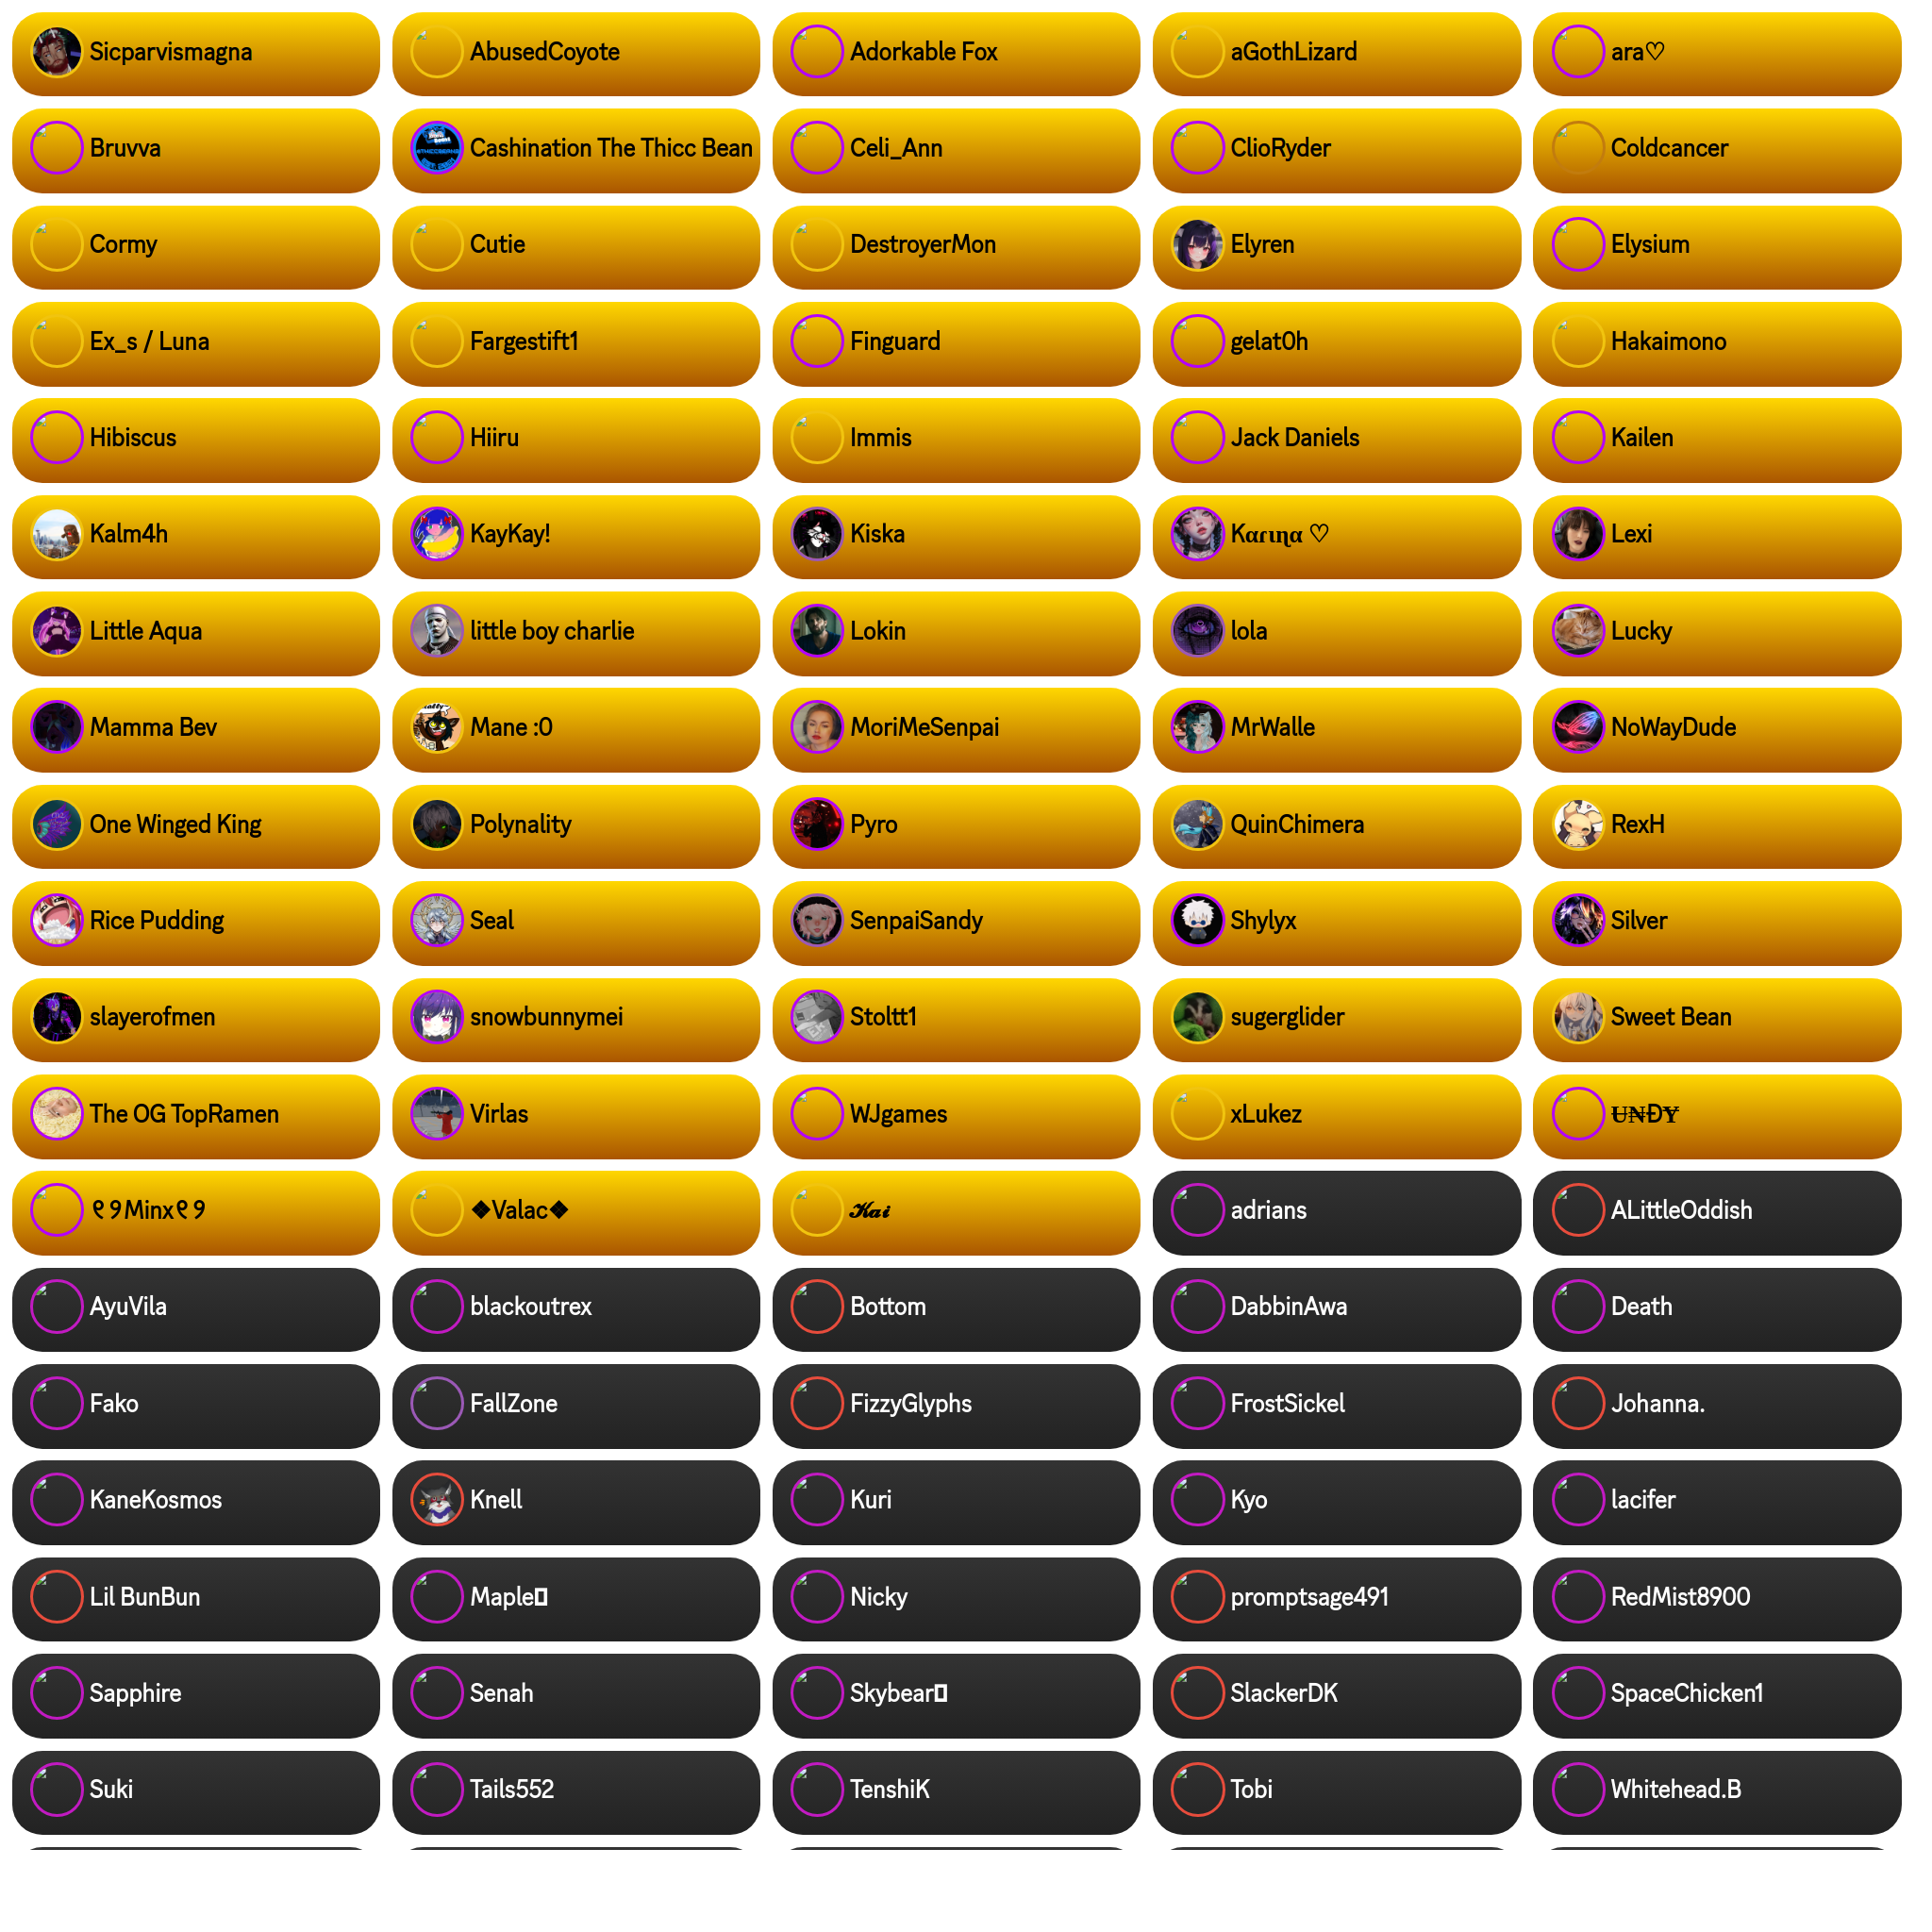 Sicparvismagna
AbusedCoyote
Adorkable Fox
aGothLizard
ara♡
Bruvva
Cashination The Thicc Bean
Celi_Ann
ClioRyder
Coldcancer
Cormy
Cutie
DestroyerMon
Elyren
Elysium
Ex_s / Luna
Fargestift1
Finguard
gelat0h
Hakaimono
Hibiscus
Hiiru
Immis
Jack Daniels
Kailen
Kalm4h
KayKay!
Kiska
Kαɾιɳα ♡
Lexi
Little Aqua
little boy charlie
Lokin
lola
Lucky
Mamma Bev
Mane :0
MoriMeSenpai
MrWalle
NoWayDude
One Winged King
Polynality
Pyro
QuinChimera
RexH
Rice Pudding
Seal
SenpaiSandy
Shylyx
Silver
slayerofmen
snowbunnymei
Stoltt1
sugerglider
Sweet Bean
The OG TopRamen
Virlas
WJgames
xLukez
Ʉ₦ĐɎ
୧୨Minx୧୨
❖Valac❖
𝓚𝓪𝓲
adrians
ALittleOddish
AyuVila
blackoutrex
Bottom
DabbinAwa
Death
Fako
FallZone
FizzyGlyphs
FrostSickel
Johanna.
KaneKosmos
Knell
Kuri
Kyo
lacifer
Lil BunBun
Maple
Nicky
promptsage491
RedMist8900
Sapphire
Senah
Skybear
SlackerDK
SpaceChicken1
Suki
Tails552
TenshiK
Tobi
Whitehead.B